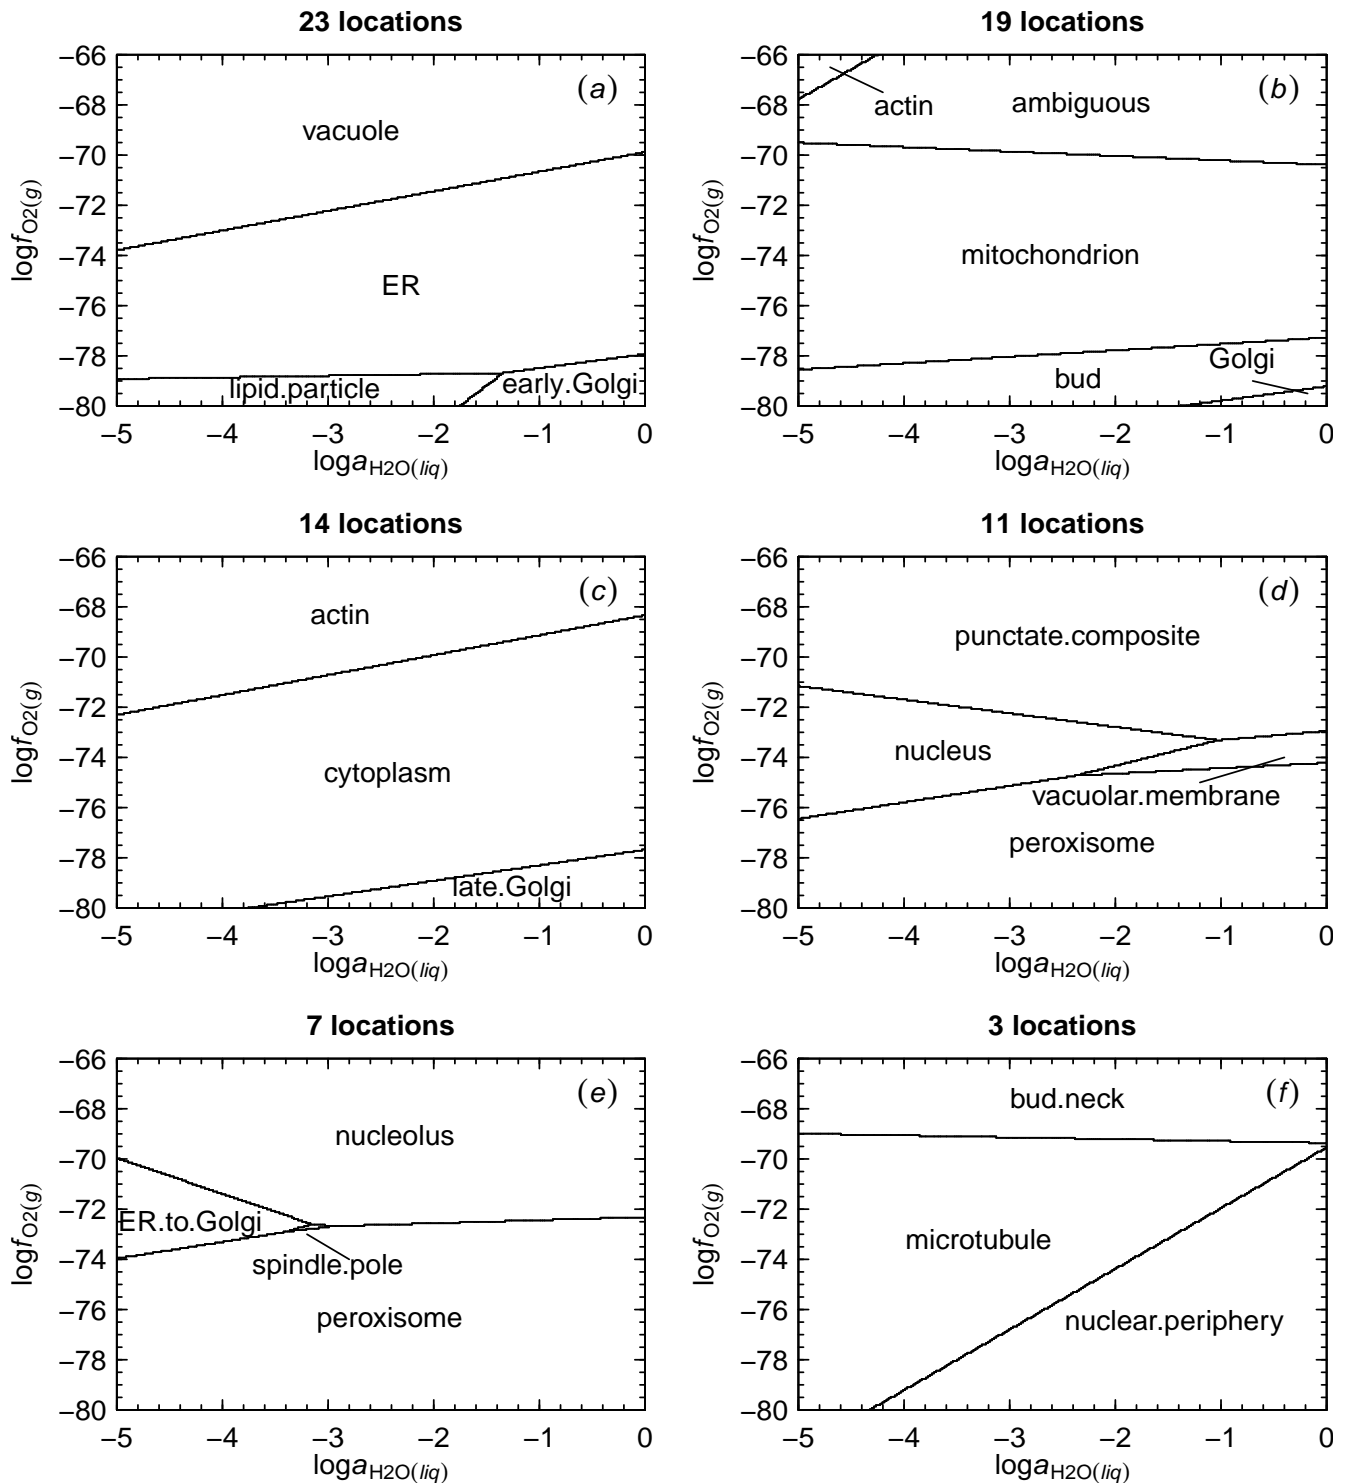 23 locations
(a)
vacuole
ER
lipid.particle
early.Golgi
−66
−68
−70
−72
−74
−76
−78
−80
−5 −4 −3 −2 −1 0
logfO2(g)
logaH2O(liq)
19 locations
(b)
actin
ambiguous
mitochondrion
Golgi
bud
−66
−68
−70
−72
−74
−76
−78
−80
−5 −4 −3 −2 −1 0
logfO2(g)
logaH2O(liq)
14 locations
(c)
actin
cytoplasm
late.Golgi
−66
−68
−70
−72
−74
−76
−78
−80
−5 −4 −3 −2 −1 0
logfO2(g)
logaH2O(liq)
11 locations
(d)
punctate.composite
nucleus
vacuolar.membrane
peroxisome
−66
−68
−70
−72
−74
−76
−78
−80
−5 −4 −3 −2 −1 0
logfO2(g)
logaH2O(liq)
7 locations
(e)
nucleolus
ER.to.Golgi
spindle.pole
peroxisome
−66
−68
−70
−72
−74
−76
−78
−80
−5 −4 −3 −2 −1 0
logfO2(g)
logaH2O(liq)
3 locations
(f)
bud.neck
microtubule
nuclear.periphery
−66
−68
−70
−72
−74
−76
−78
−80
−5 −4 −3 −2 −1 0
logfO2(g)
logaH2O(liq)